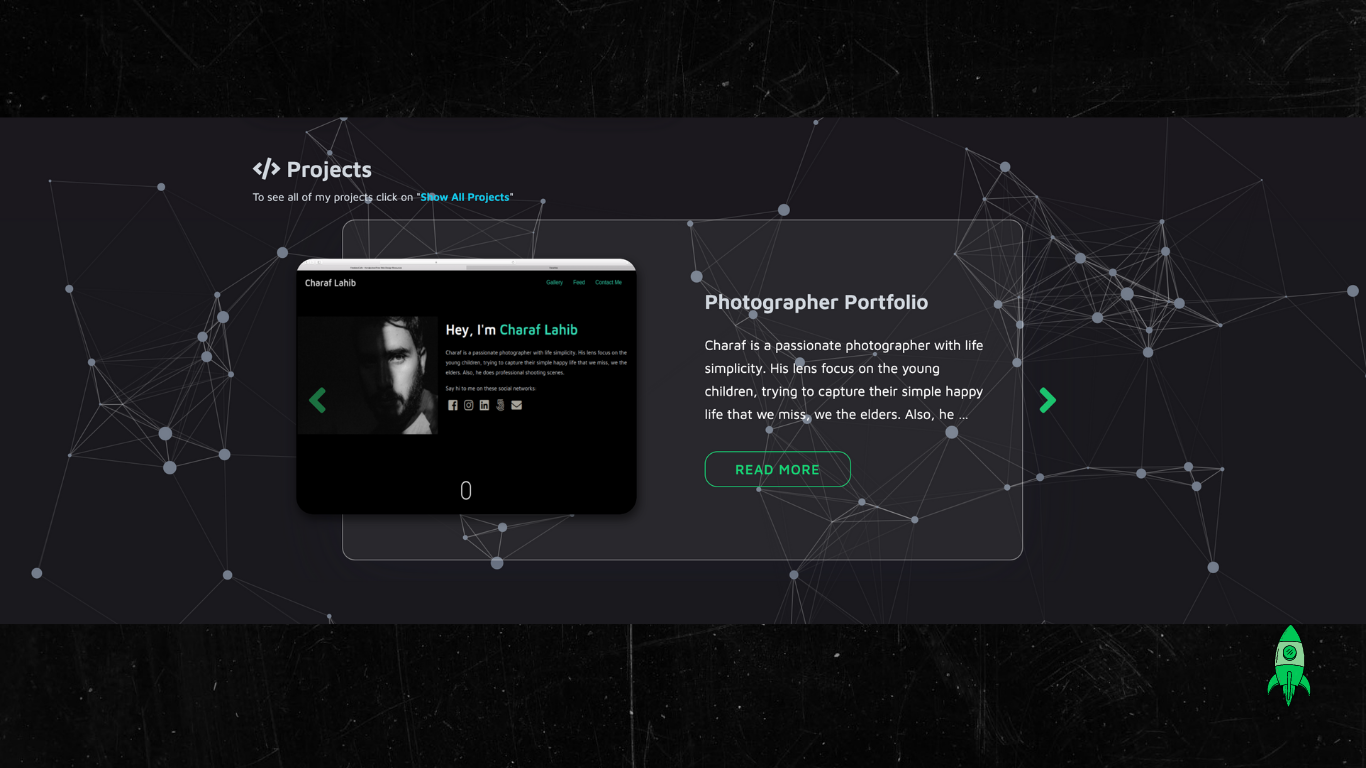 </> Projects
To see all of my projects click on "Show All Projects"
Charaf Lahib
Gallery Feed Contact Me
Hey, I'm Charaf Lahib
Charaf is a passionate photographer with life simplicity. His lens focus on the
young children, trying to capture their simple happy life that we miss, we the
elders. Also, he does professional shooting scenes.
Say hi to me on these social networks:
Photographer Portfolio
Charaf is a passionate photographer with life
simplicity. His lens focus on the young
children, trying to capture their simple happy
life that we miss, we the elders. Also, he ...
READ MORE